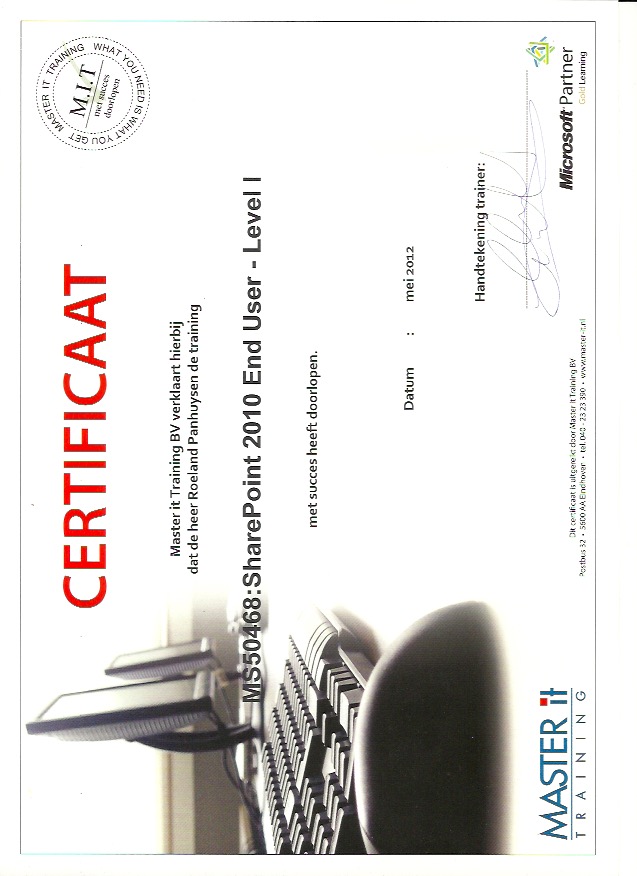 CERTIFICAAT
MASTER IT TRAINING WHAT YOU NEED IS WHAT YOU GET
M.I.T
met succes
doorlopen
Master it Training BV verklaart hierbij
dat de heer Roeland Panhuysen de training
MS50468:SharePoint 2010 End User - Level I
met succes heeft doorlopen.
Datum : mei 2012
Handtekening trainer:
MASTER it
TRAINING
Dit certificaat is uitgereikt door Master It Training BV
Postbus 32 • 5600 AA Eindhoven • tel. 040 - 23 23 390 • www.master-it.nl
Microsoft Partner
Gold Learning